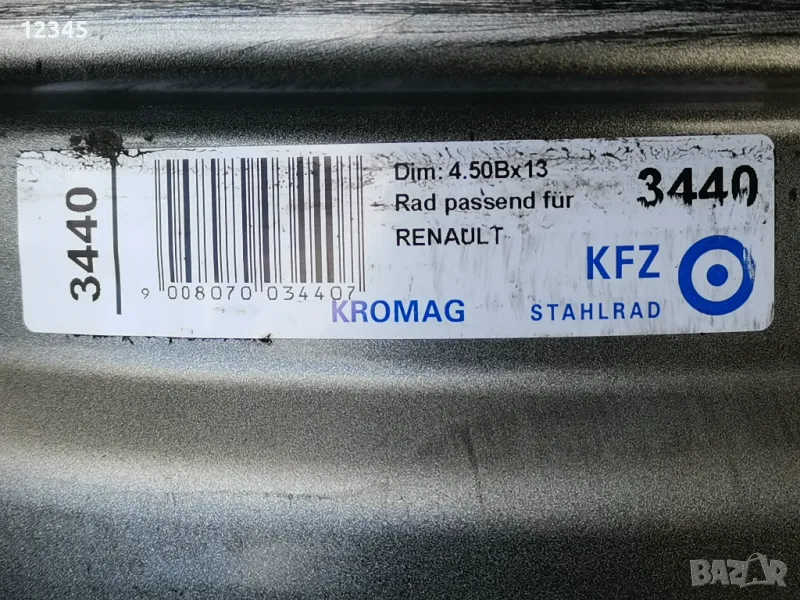 12345
3440
Dim: 4.50Bx13
3440
Rad passend für
RENAULT
KFZ
9 008070 034407
KROMAG
STAHLRAD
BAZAR